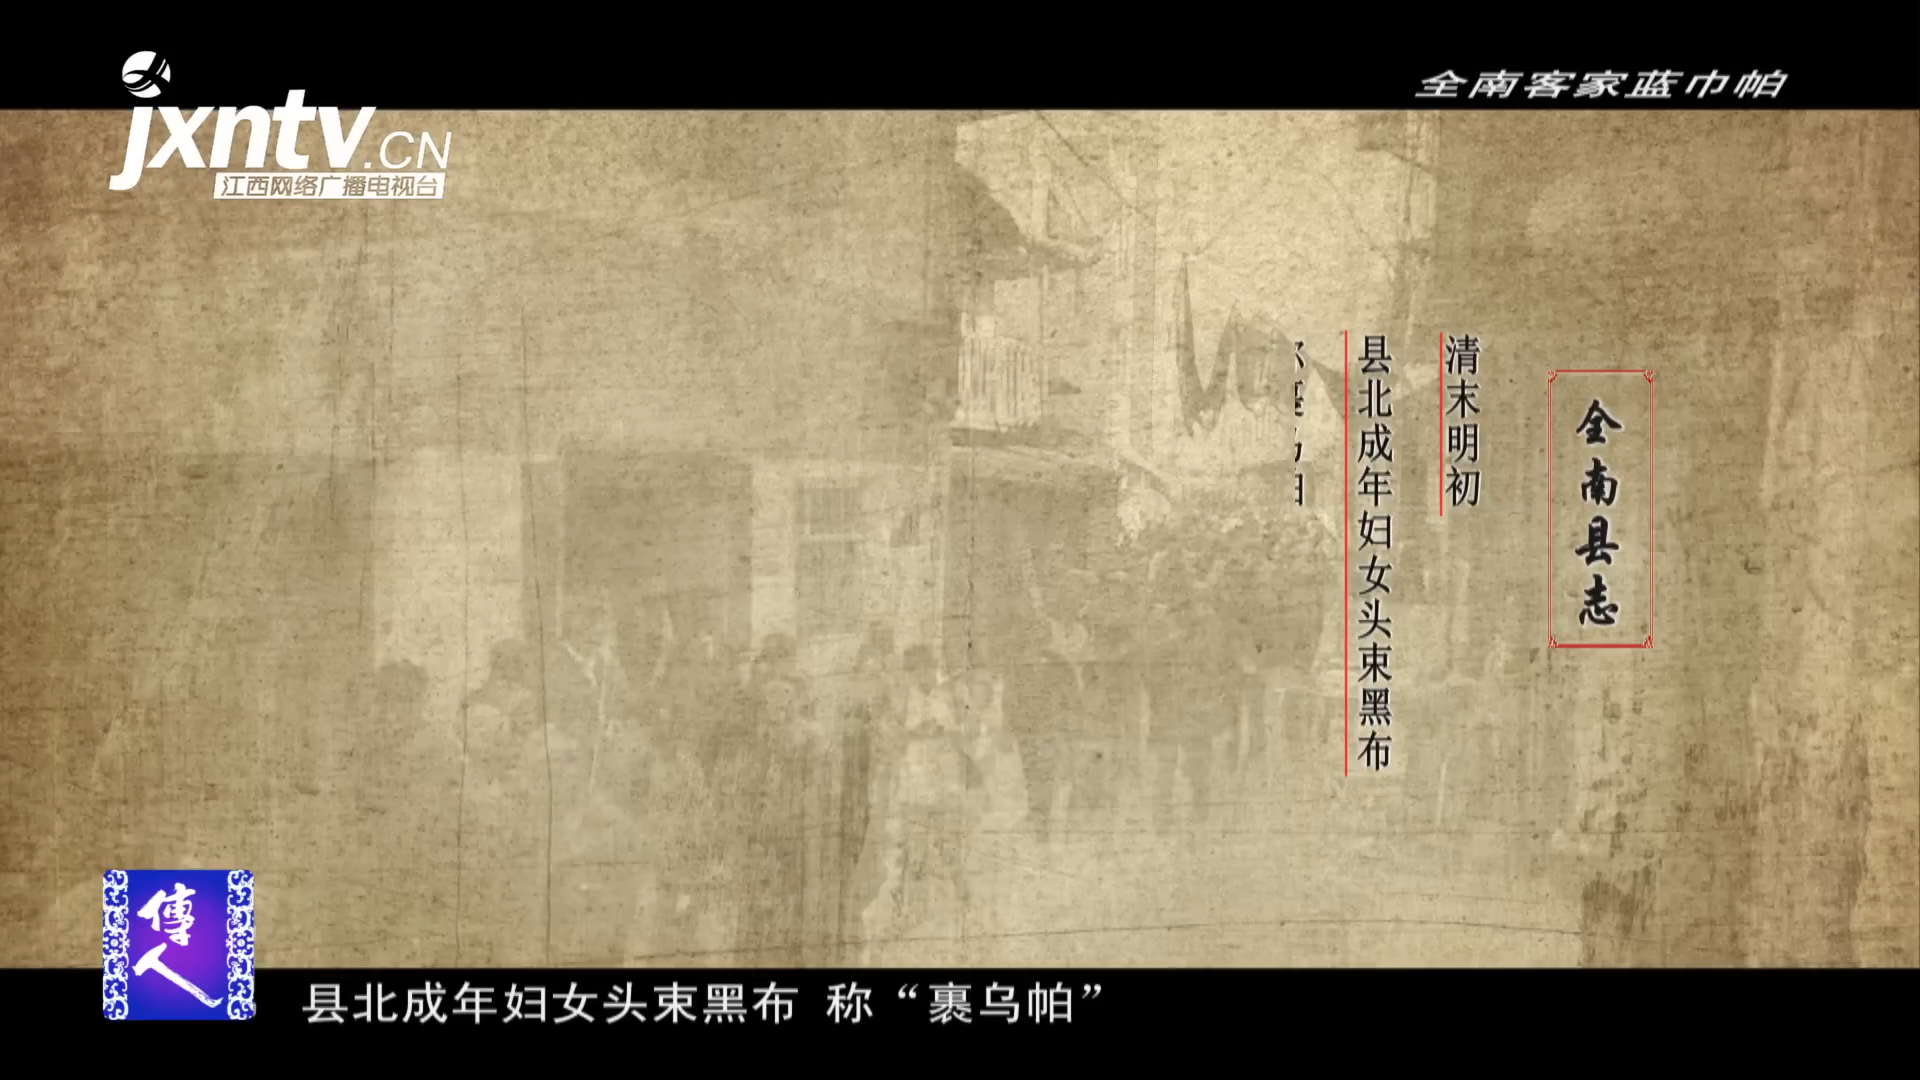 jxntv.CN
江西网络广播电视台
全南客家蓝巾帕
全南县志
清末明初
县北成年妇女头束黑布
傳人
县北成年妇女头束黑布 称“裹乌帕”